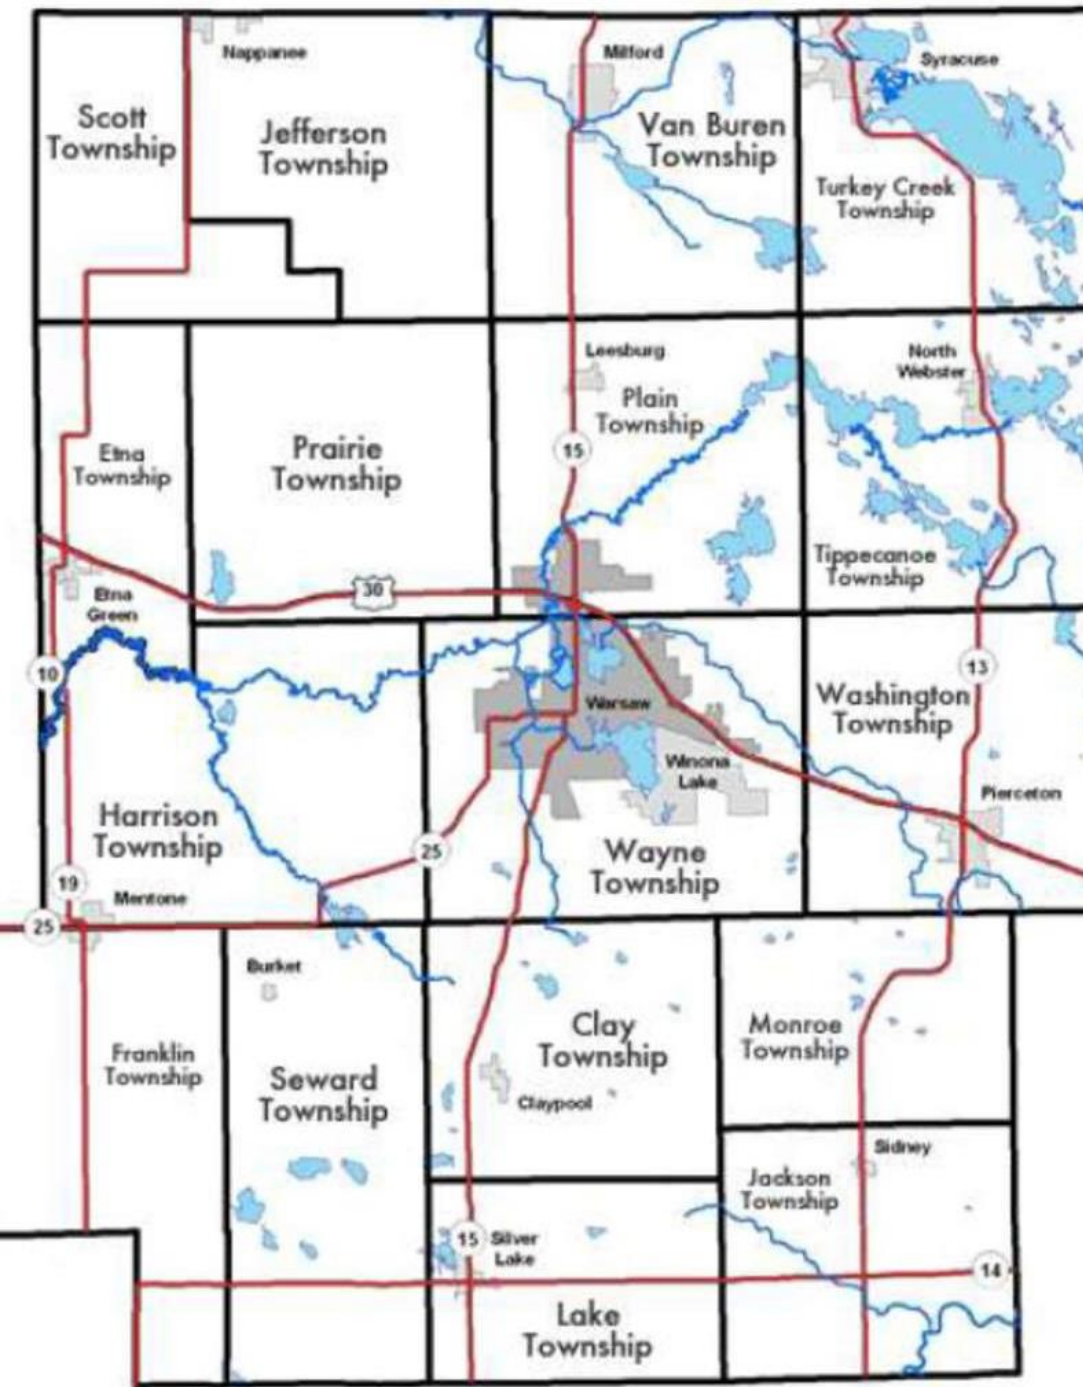 Nappanee
Milford
Syracuse
Scott
Township
Jefferson
Township
Van Buren
Township
Turkey Creek
Township
Leesburg
North
Webster
Plain
Township
15
Etna
Township
Prairie
Township
Tippecanoe
Township
30
Etna
Green
10
13
Warsaw
Washington
Township
Winona
Lake
Pierceton
Harrison
Township
25
Wayne
Township
19
Mentone
25
Burket
Franklin
Township
Seward
Township
Clay
Township
Monroe
Township
Claypool
Sidney
Jackson
Township
15
Silver
Lake
14
Lake
Township